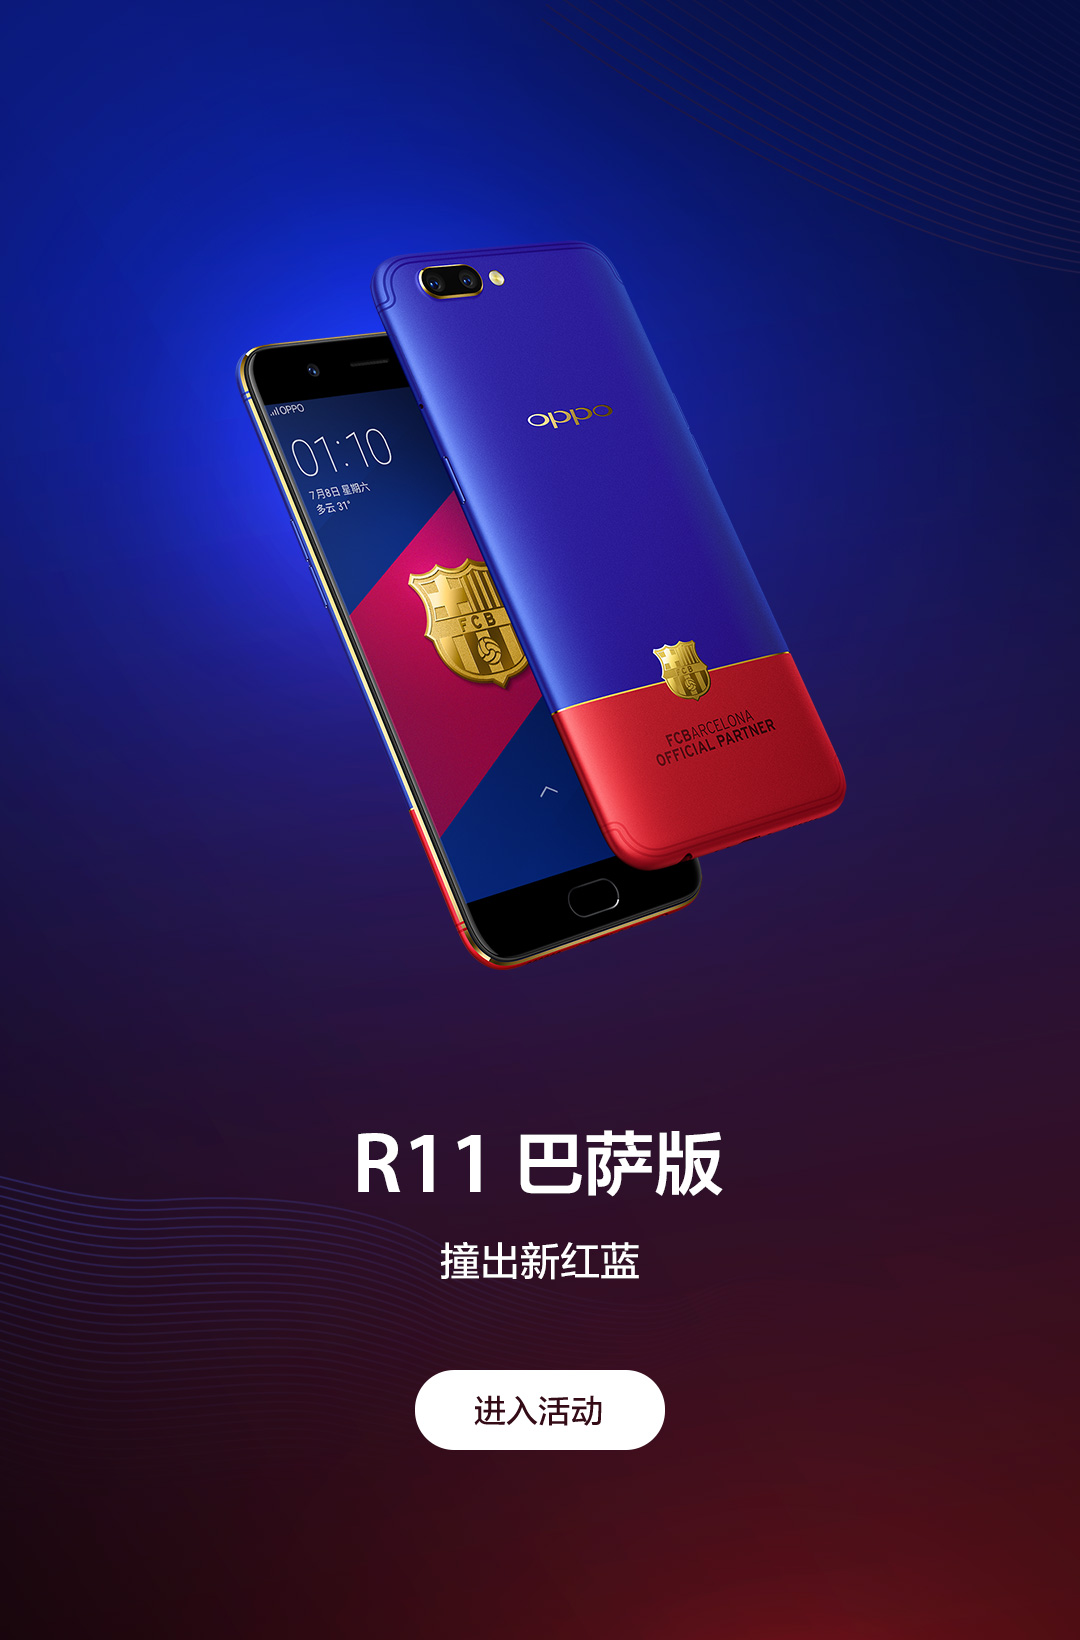 OPPO
01:10
7月8日 星期六
多云 31°
FCB
oppo
FCB
FCBARCELONA
OFFICIAL PARTNER
R11 巴萨版
撞出新红蓝
进入活动